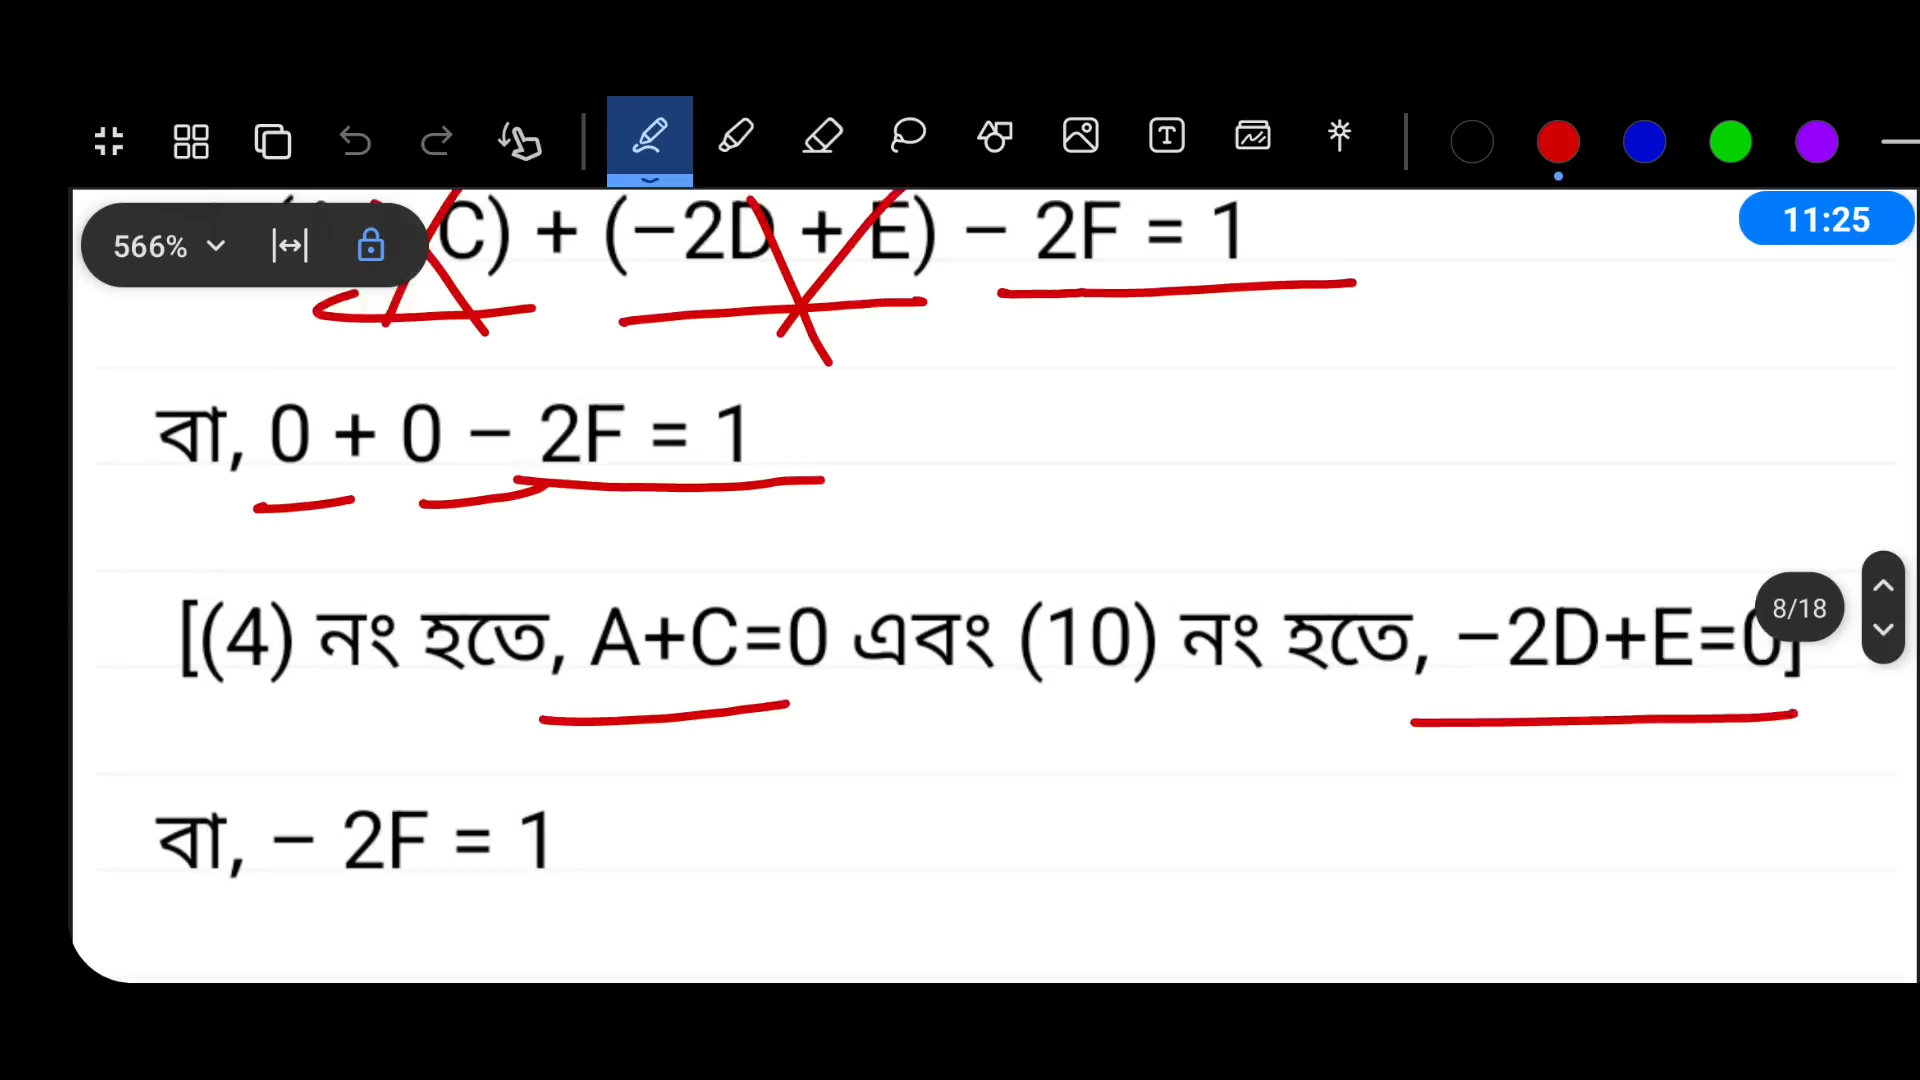 C) + (−2D + E) − 2F = 1
566%
11:25
বা, 0 + 0 − 2F = 1
[(4) নং হতে, A+C=0 এবং (10) নং হতে, −2D+E=0]
8/18
বা, − 2F = 1